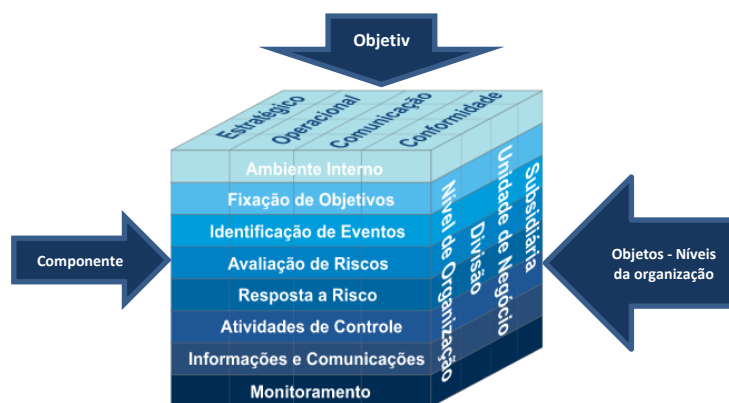 Objetiv
Estratégico
Operacional
Comunicação
Conformidade
Ambiente Interno
Fixação de Objetivos
Identificação de Eventos
Avaliação de Riscos
Resposta a Risco
Atividades de Controle
Informações e Comunicações
Monitoramento
Nível de Organização
Divisão
Unidade de Negócio
Subsidiária
Componente
Objetos - Níveis
da organização